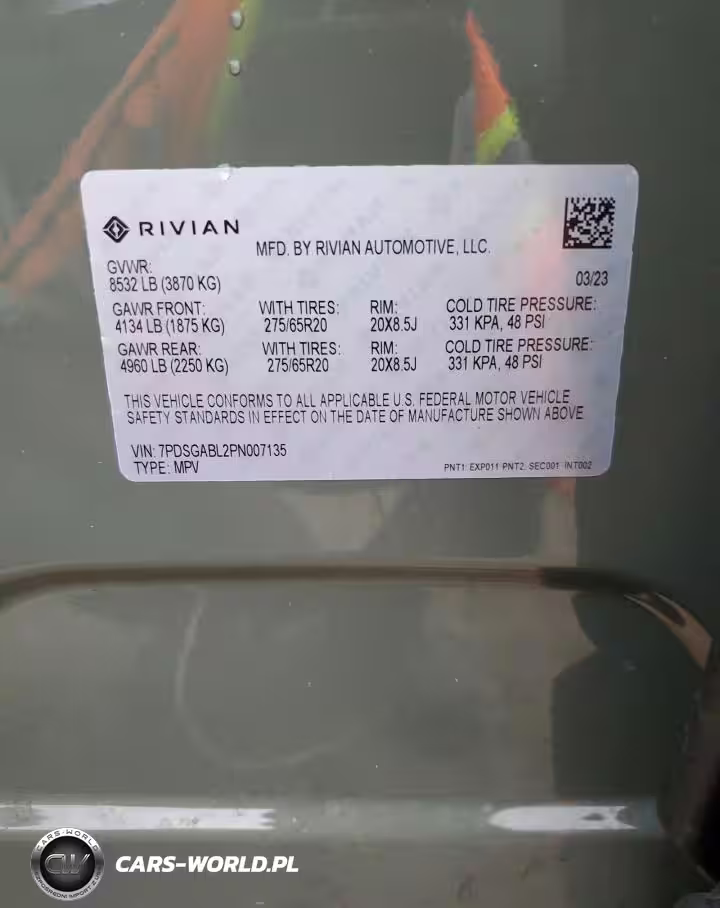 RIVIAN
MFD. BY RIVIAN AUTOMOTIVE, LLC.
GVWR:
8532 LB (3870 KG)
03/23
GAWR FRONT: WITH TIRES: RIM: COLD TIRE PRESSURE:
4134 LB (1875 KG) 275/65R20 20X8.5J 331 KPA, 48 PSI
GAWR REAR: WITH TIRES: RIM: COLD TIRE PRESSURE:
4960 LB (2250 KG) 275/65R20 20X8.5J 331 KPA, 48 PSI
THIS VEHICLE CONFORMS TO ALL APPLICABLE U.S. FEDERAL MOTOR VEHICLE
SAFETY STANDARDS IN EFFECT ON THE DATE OF MANUFACTURE SHOWN ABOVE
VIN: 7PDSGABL2PN007135
TYPE: MPV
PNT1: EXP011 PNT2: SEC001 INT002
CARS-WORLD
CW
CARS-WORLD.PL